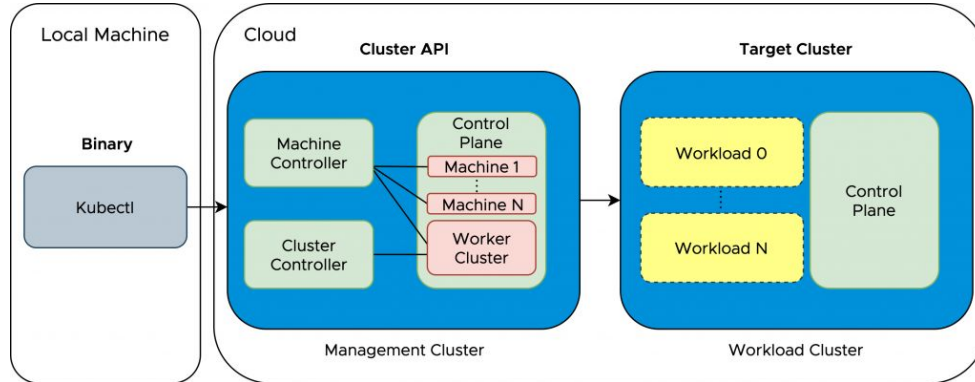 Local Machine
Binary
Kubectl
Cloud
Cluster API
Machine
Controller
Cluster
Controller
Control
Plane
Machine 1
Machine N
Worker
Cluster
Management Cluster
Target Cluster
Workload 0
Workload N
Control
Plane
Workload Cluster